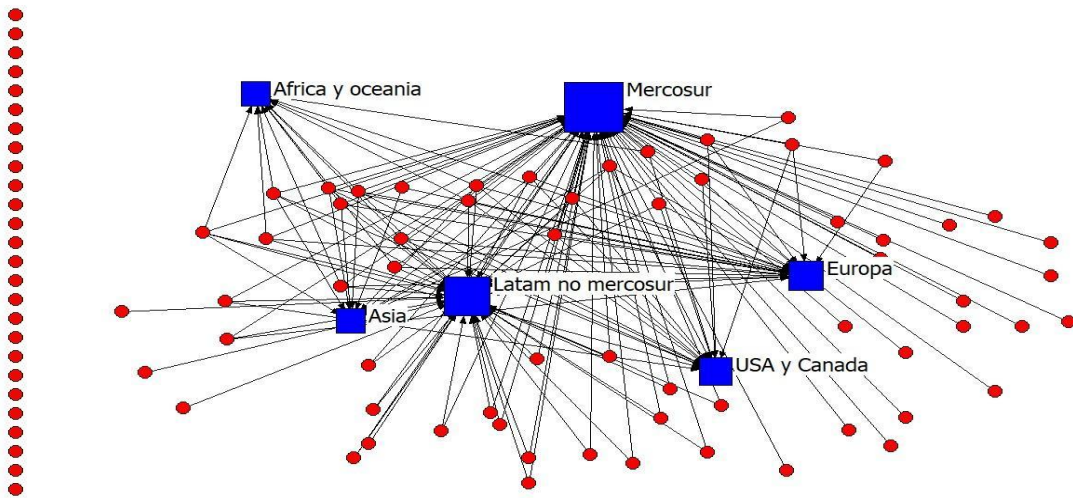 Africa y oceania
Mercosur
Europa
Latam no mercosur
Asia
USA y Canada